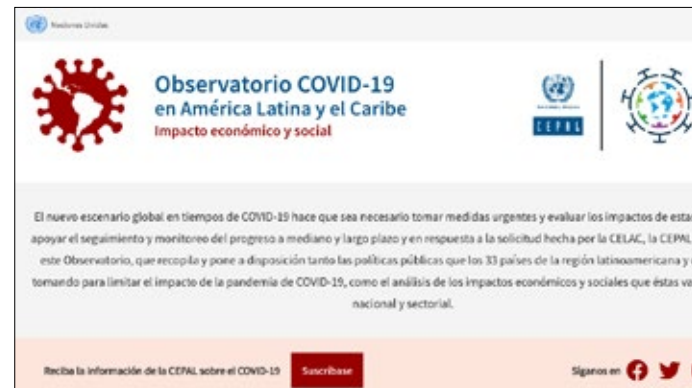 Naciones Unidas
Observatorio COVID-19
en América Latina y el Caribe
Impacto económico y social
CEPAL
El nuevo escenario global en tiempos de COVID-19 hace que sea necesario tomar medidas urgentes y evaluar los impactos de
apoyar el seguimiento y monitoreo del progreso a mediano y largo plazo y en respuesta a la solicitud hecha por la CELAC, la CEPAL
este Observatorio, que recopila y pone a disposición tanto las políticas públicas que los 33 países de la región latinoamericana y
tomando para limitar el impacto de la pandemia de COVID-19, como el análisis de los impactos económicos y sociales que éstas
nacional y sectorial.
Reciba la información de la CEPAL sobre el COVID-19 Suscríbase Síganos en